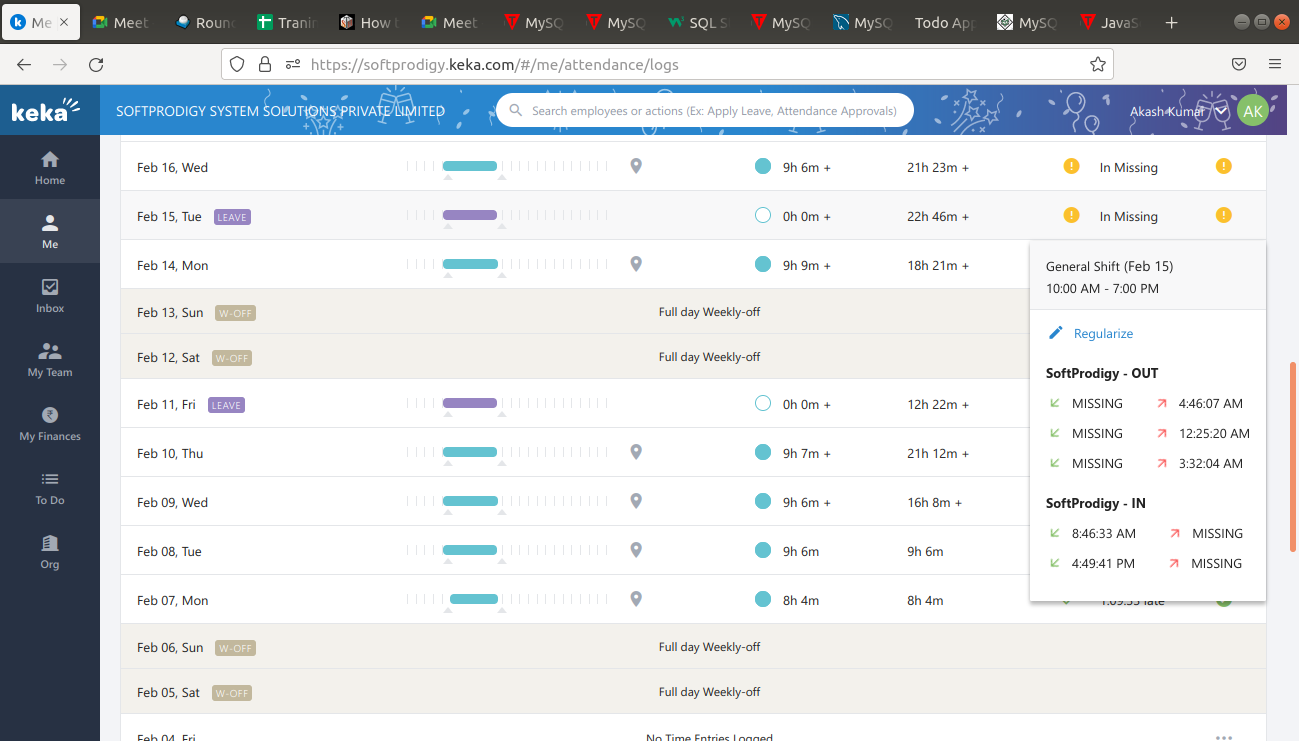 Me
Meet
Roun
Tranin
How t
Meet
MySQ
MySQ
SQL S
MySQ
MySQ
Todo App
MySQ
JavaS
https://softprodigy.keka.com/#/me/attendance/logs
keka
SOFTPRODIGY SYSTEM SOLUTIONS PRIVATE LIMITED
Search employees or actions (Ex: Apply Leave, Attendance Approvals)
Akash Kumar
AK
Home
Me
Inbox
My Team
My Finances
To Do
Org
Feb 16, Wed 9h 6m + 21h 23m + In Missing
Feb 15, Tue LEAVE 0h 0m + 22h 46m + In Missing
Feb 14, Mon 9h 9m + 18h 21m +
Feb 13, Sun W-OFF Full day Weekly-off
Feb 12, Sat W-OFF Full day Weekly-off
Feb 11, Fri LEAVE 0h 0m + 12h 22m +
Feb 10, Thu 9h 7m + 21h 12m +
Feb 09, Wed 9h 6m + 16h 8m +
Feb 08, Tue 9h 6m 9h 6m
Feb 07, Mon 8h 4m 8h 4m 1:09:55 late
Feb 06, Sun W-OFF Full day Weekly-off
Feb 05, Sat W-OFF Full day Weekly-off
Feb 04, Fri No Time Entries Logged
General Shift (Feb 15)
10:00 AM - 7:00 PM
Regularize
SoftProdigy - OUT
MISSING 4:46:07 AM
MISSING 12:25:20 AM
MISSING 3:32:04 AM
SoftProdigy - IN
8:46:33 AM MISSING
4:49:41 PM MISSING